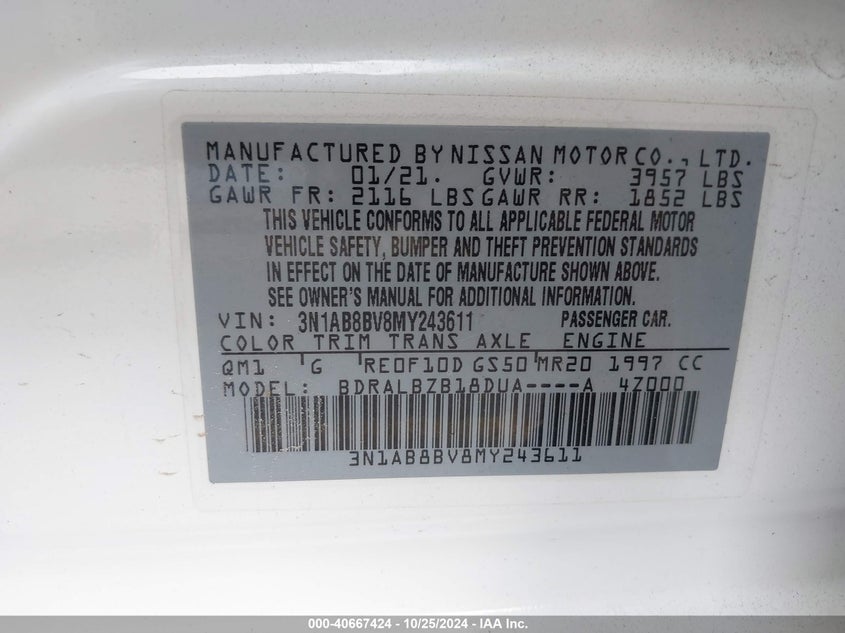 MANUFACTURED BY NISSAN MOTOR CO., LTD.
DATE: 01/21. GVWR: 3957 LBS
GAWR FR: 2116 LBS GAWR RR: 1852 LBS
THIS VEHICLE CONFORMS TO ALL APPLICABLE FEDERAL MOTOR
VEHICLE SAFETY, BUMPER AND THEFT PREVENTION STANDARDS
IN EFFECT ON THE DATE OF MANUFACTURE SHOWN ABOVE.
SEE OWNER'S MANUAL FOR ADDITIONAL INFORMATION.
VIN: 3N1AB8BV8MY243611 PASSENGER CAR.
COLOR TRIM TRANS AXLE ENGINE
QM1 G RE0F10D GS50 MR20 1997 CC
MODEL: BDRALBZB18DUA----A 4Z000
3N1AB8BV8MY243611
000-40667424 - 10/25/2024 - IAA Inc.